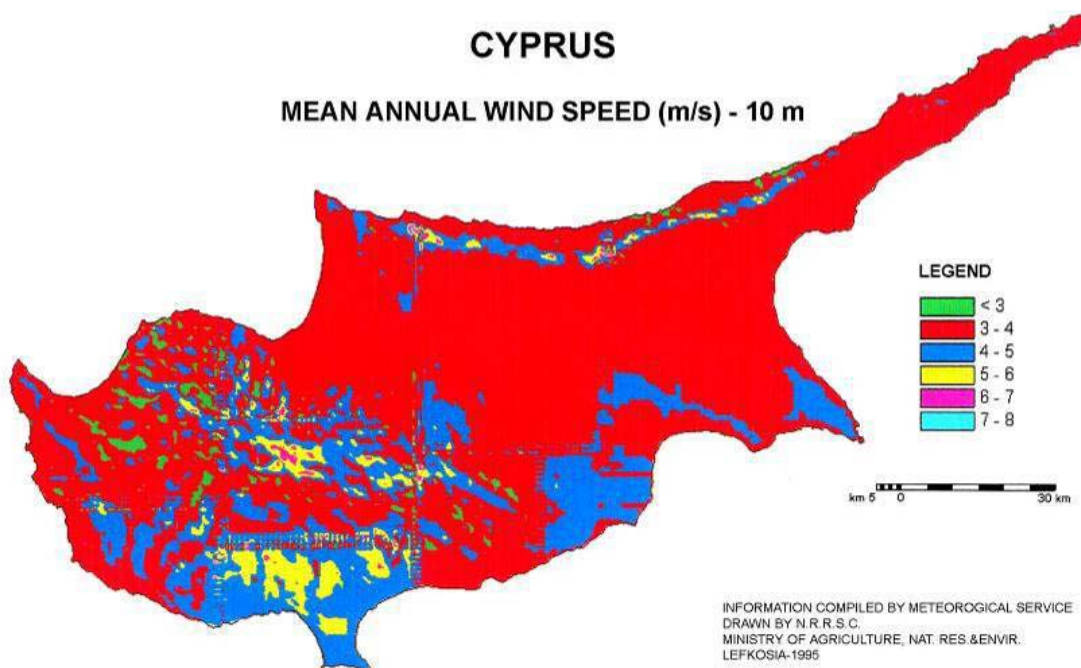 CYPRUS
MEAN ANNUAL WIND SPEED (m/s) - 10 m
LEGEND
< 3
3 - 4
4 - 5
5 - 6
6 - 7
7 - 8
km 5 0 30 km
INFORMATION COMPILED BY METEOROGICAL SERVICE
DRAWN BY N.R.R.S.C.
MINISTRY OF AGRICULTURE, NAT. RES.&ENVIR.
LEFKOSIA-1995